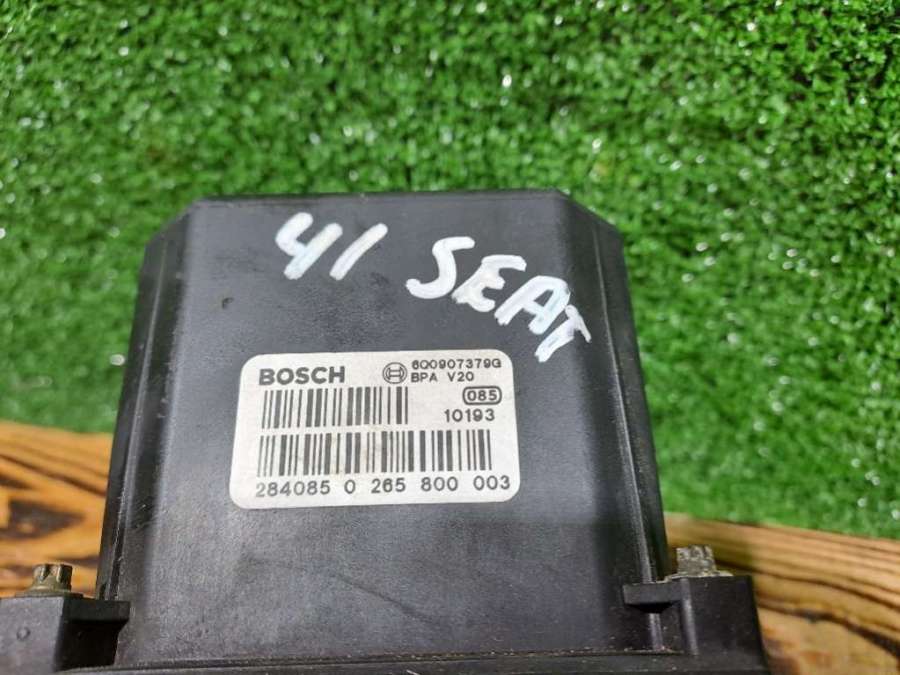 41 SEAT
BOSCH 6Q0907379G
BPA V20
085
10193
284085 0 265 800 003